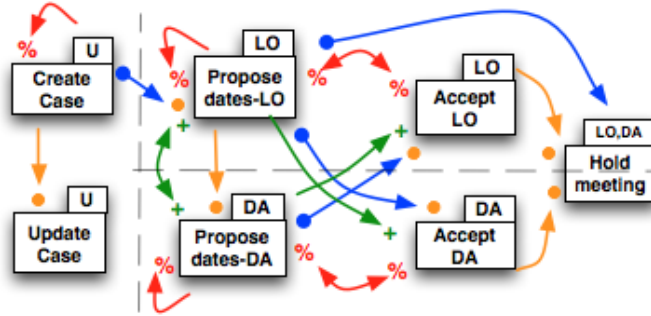 U
%
Create
Case
LO
%
Propose
dates-LO
%
+
LO
%
Accept
LO
+
LO,DA
Hold
meeting
U
Update
Case
DA
+
Propose
dates-DA
%
%
DA
+
Accept
DA
%